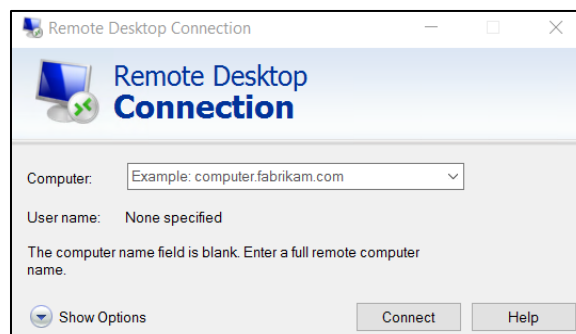 Remote Desktop Connection
Remote Desktop
Connection
Computer: Example: computer.fabrikam.com
User name: None specified
The computer name field is blank. Enter a full remote computer
name.
Show Options Connect Help